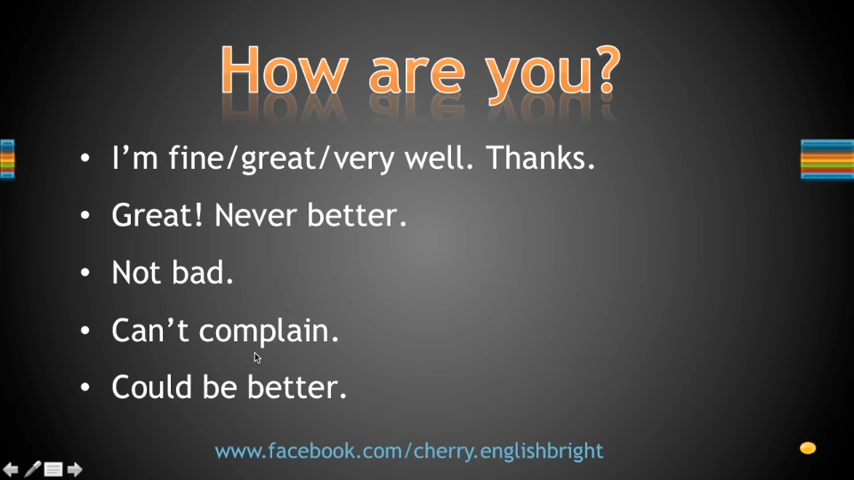 How are you?
• I’m fine/great/very well. Thanks.
• Great! Never better.
• Not bad.
• Can’t complain.
• Could be better.
www.facebook.com/cherry.englishbright